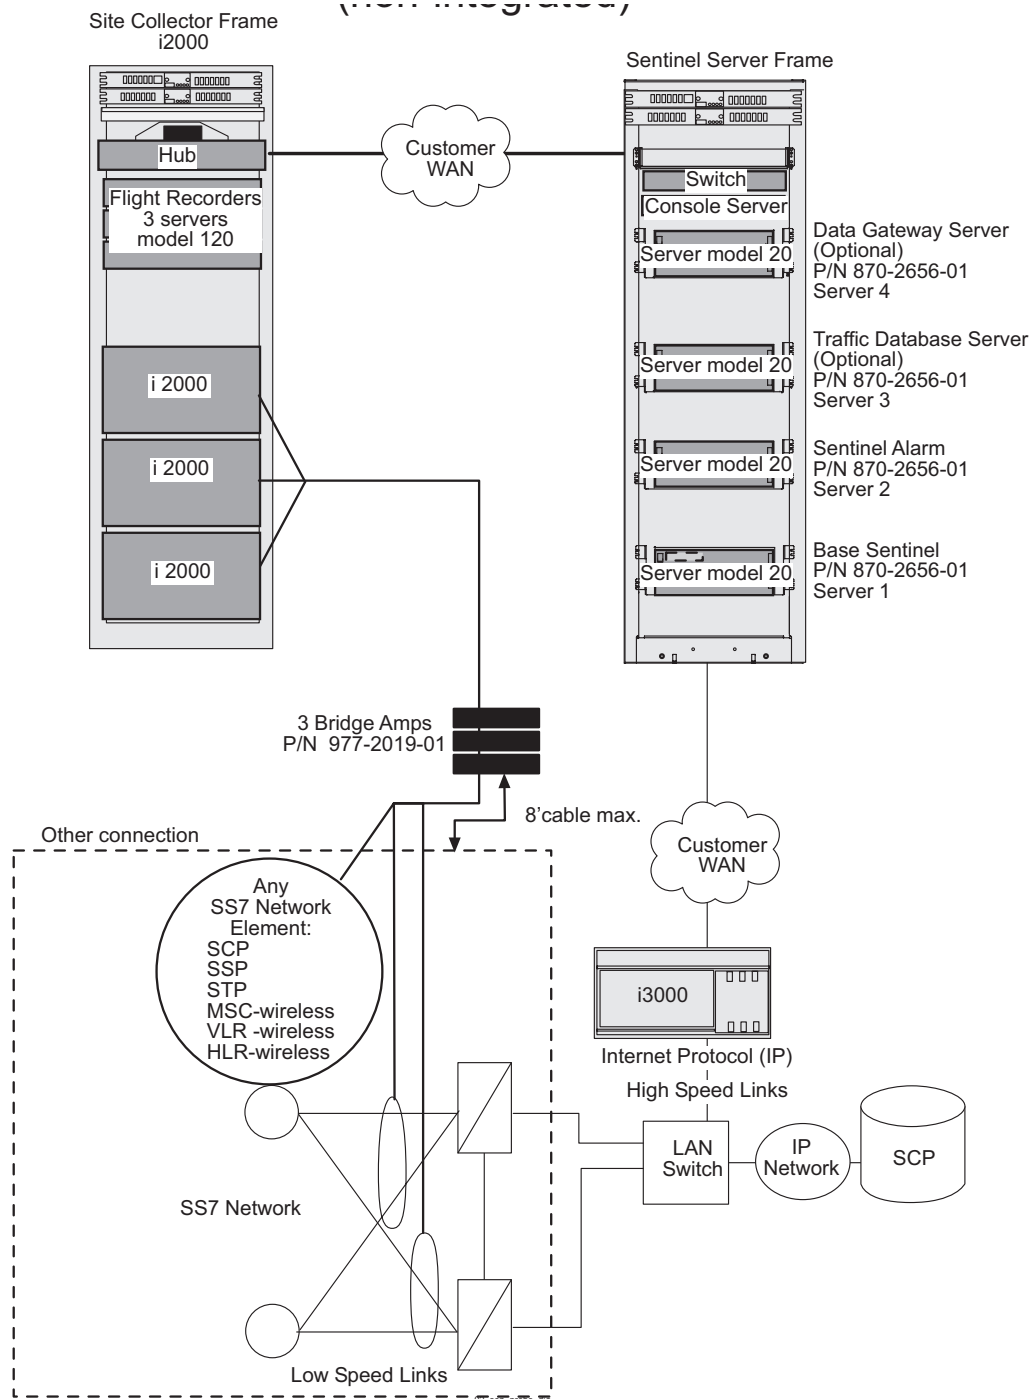 (non-integrated)
Site Collector Frame
i2000
Sentinel Server Frame
Hub
Customer
WAN
Flight Recorders
3 servers
model 120
Switch
Console Server
Server model 20
Data Gateway Server
(Optional)
P/N 870-2656-01
Server 4
Server model 20
Traffic Database Server
(Optional)
P/N 870-2656-01
Server 3
i 2000
i 2000
i 2000
Server model 20
Sentinel Alarm
P/N 870-2656-01
Server 2
Server model 20
Base Sentinel
P/N 870-2656-01
Server 1
3 Bridge Amps
P/N 977-2019-01
8'cable max.
Customer
WAN
Other connection
Any
SS7 Network
Element:
SCP
SSP
STP
MSC-wireless
VLR -wireless
HLR-wireless
i3000
Internet Protocol (IP)
High Speed Links
LAN
Switch
IP
Network
SCP
SS7 Network
Low Speed Links